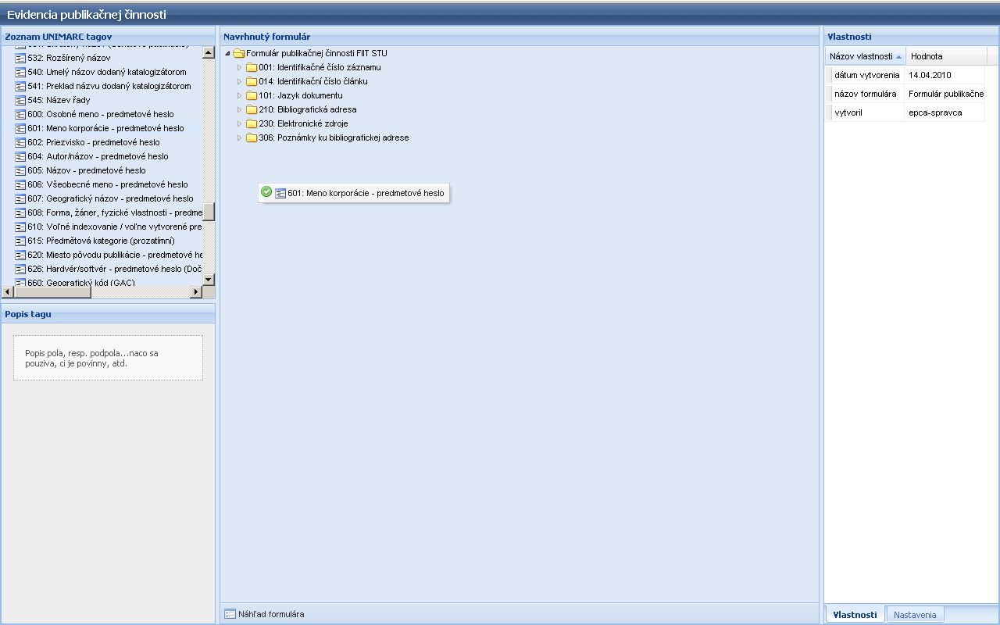 Evidencia publikačnej činnosti
Zoznam UNIMARC tagov
532: Rozšírený názov
540: Umelý názov dodaný katalogizátorom
541: Preklad názvu dodaný katalogizátorom
545: Název řady
600: Osobné meno - predmetové heslo
601: Meno korporácie - predmetové heslo
602: Priezvisko - predmetové heslo
604: Autor/názov - predmetové heslo
605: Názov - predmetové heslo
606: Všeobecné meno - predmetové heslo
607: Geografický názov - predmetové heslo
608: Forma, žáner, fyzické vlastnosti - predme
610: Voľné indexovanie / voľne vytvorené pre
615: Předmětová kategorie (prozatímní)
620: Miesto pôvodu publikácie - predmetové he
626: Hardvér/softvér - predmetové heslo (Doč
660: Geografický kód (GAC)
Popis tagu
Popis pola, resp. podpola...naco sa
pouziva, ci je povinny, atd.
Navrhnutý formulár
Formulár publikačnej činnosti FIIT STU
001: Identifikačné číslo záznamu
014: Identifikační číslo článku
101: Jazyk dokumentu
210: Bibliografická adresa
230: Elektronické zdroje
306: Poznámky ku bibliografickej adrese
601: Meno korporácie - predmetové heslo
Náhľad formulára
Vlastnosti
Názov vlastnosti Hodnota
dátum vytvorenia 14.04.2010
názov formulára Formulár publikačne
vytvoril epca-spravca
Vlastnosti Nastavenia